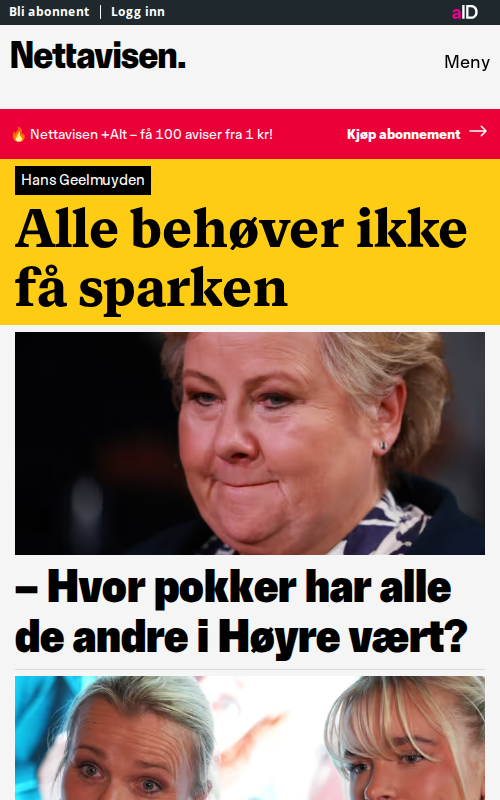 Bli abonnent | Logg inn
aID
Nettavisen.
Meny
🔥 Nettavisen +Alt – få 100 aviser fra 1 kr!
Kjøp abonnement →
Hans Geelmuyden
Alle behøver ikke
få sparken
– Hvor pokker har alle
de andre i Høyre vært?